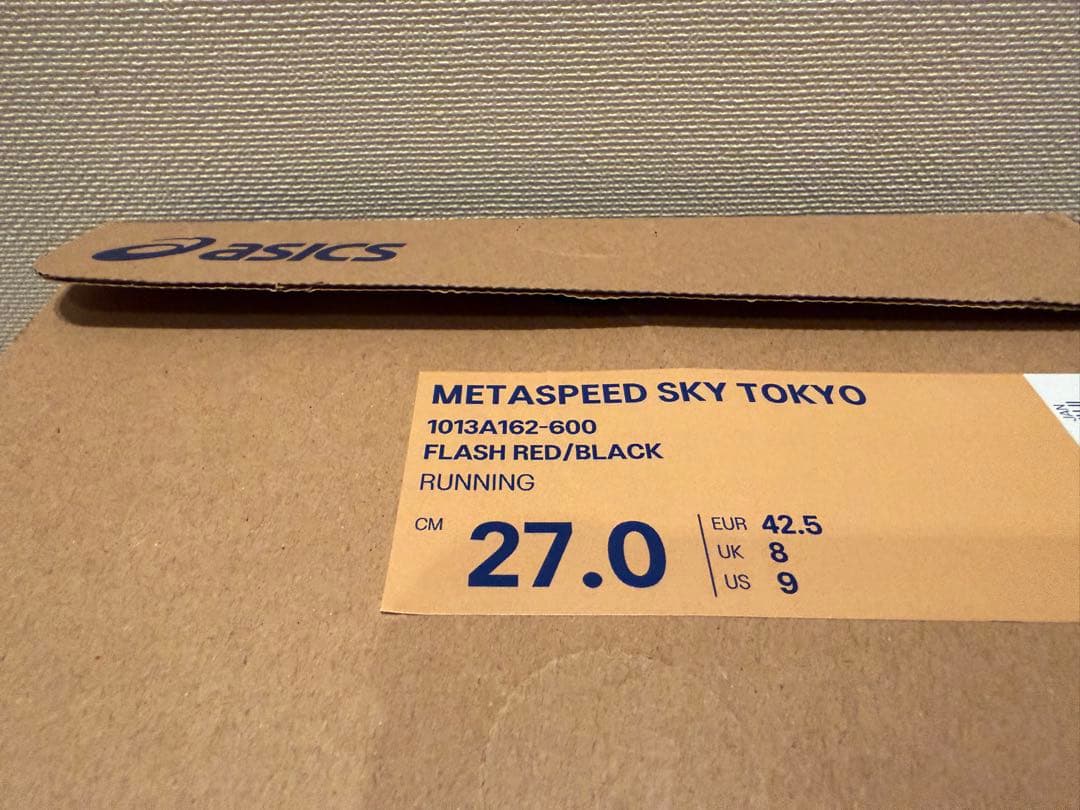 asics
METASPEED SKY TOKYO
1013A162-600
FLASH RED/BLACK
RUNNING
CM 27.0
EUR 42.5
UK 8
US 9
JAN